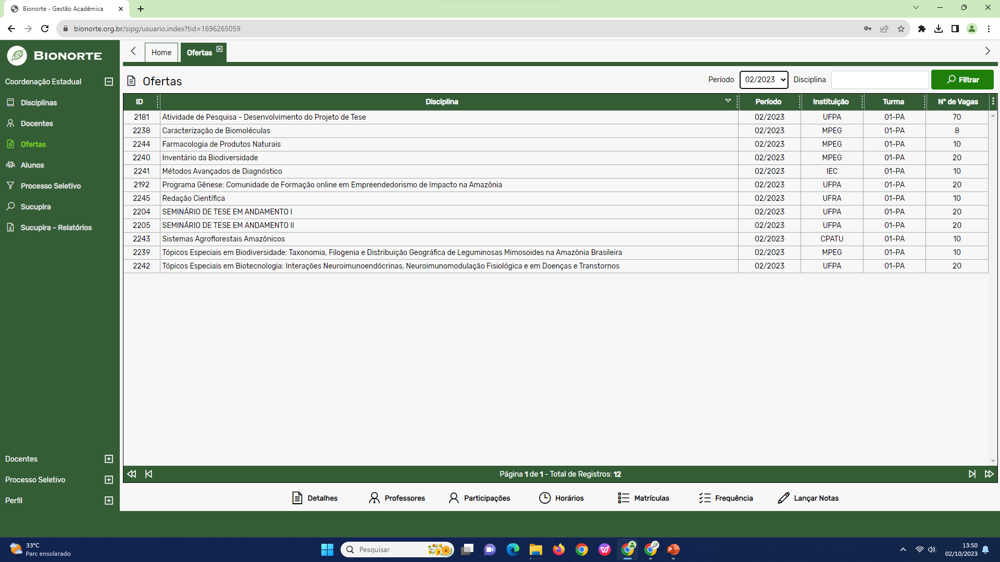 Bionorte - Gestão Acadêmica
bionorte.org.br/sipg/usuario.index?tid=1696265059
BIONORTE
Home
Ofertas
Coordenação Estadual
Disciplinas
Docentes
Ofertas
Alunos
Processo Seletivo
Sucupira
Sucupira - Relatórios
Docentes
Processo Seletivo
Perfil
Ofertas
Período 02/2023 Disciplina Filtrar
ID Disciplina Período Instituição Turma N° de Vagas
2181 Atividade de Pesquisa - Desenvolvimento do Projeto de Tese 02/2023 UFPA 01-PA 70
2238 Caracterização de Biomoléculas 02/2023 MPEG 01-PA 8
2244 Farmacologia de Produtos Naturais 02/2023 MPEG 01-PA 10
2240 Inventário da Biodiversidade 02/2023 MPEG 01-PA 20
2241 Métodos Avançados de Diagnóstico 02/2023 IEC 01-PA 10
2192 Programa Gênese: Comunidade de Formação online em Empreendedorismo de Impacto na Amazônia 02/2023 UFPA 01-PA 20
2245 Redação Científica 02/2023 UFRA 01-PA 10
2204 SEMINÁRIO DE TESE EM ANDAMENTO I 02/2023 UFPA 01-PA 20
2205 SEMINÁRIO DE TESE EM ANDAMENTO II 02/2023 UFPA 01-PA 20
2243 Sistemas Agroflorestais Amazônicos 02/2023 CPATU 01-PA 10
2239 Tópicos Especiais em Biodiversidade: Taxonomia, Filogenia e Distribuição Geográfica de Leguminosas Mimosoides na Amazônia Brasileira 02/2023 MPEG 01-PA 10
2242 Tópicos Especiais em Biotecnologia: Interações Neuroimunoendócrinas, Neuroimunomodulação Fisiológica e em Doenças e Transtornos 02/2023 UFPA 01-PA 20
Página 1 de 1 - Total de Registros: 12
Detalhes Professores Participações Horários Matrículas Frequência Lançar Notas
33°C
Parc ensolarado
Pesquisar
13:50
02/10/2023